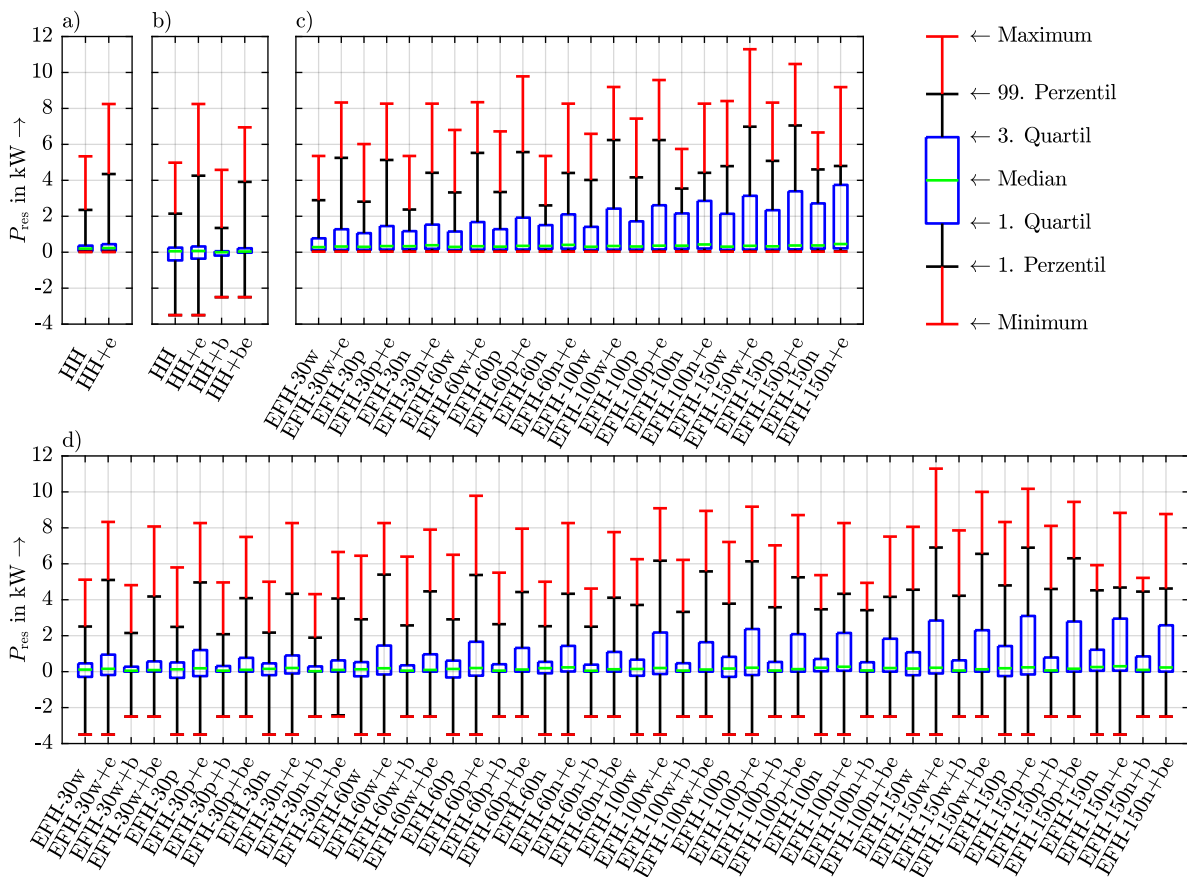 a)
b)
c)
12
10
8
6
4
2
0
-2
-4
P_res in kW →
HH
HH+e
HH
HH+e
HH+b
HH+be
EFH-30w
EFH-30w+e
EFH-30p
EFH-30p+e
EFH-30n
EFH-30n+e
EFH-60w
EFH-60w+e
EFH-60p
EFH-60p+e
EFH-60n
EFH-60n+e
EFH-100w
EFH-100w+e
EFH-100p
EFH-100p+e
EFH-100n
EFH-100n+e
EFH-150w
EFH-150w+e
EFH-150p
EFH-150p+e
EFH-150n
EFH-150n+e
← Maximum
← 99. Perzentil
← 3. Quartil
← Median
← 1. Quartil
← 1. Perzentil
← Minimum
d)
12
10
8
6
4
2
0
-2
-4
P_res in kW →
EFH-30w
EFH-30w+e
EFH-30w+b
EFH-30w+be
EFH-30p
EFH-30p+e
EFH-30p+b
EFH-30p+be
EFH-30n
EFH-30n+e
EFH-30n+b
EFH-30n+be
EFH-60w
EFH-60w+e
EFH-60w+b
EFH-60w+be
EFH-60p
EFH-60p+e
EFH-60p+b
EFH-60p+be
EFH-60n
EFH-60n+e
EFH-60n+b
EFH-60n+be
EFH-100w
EFH-100w+e
EFH-100w+b
EFH-100w+be
EFH-100p
EFH-100p+e
EFH-100p+b
EFH-100p+be
EFH-100n
EFH-100n+e
EFH-100n+b
EFH-100n+be
EFH-150w
EFH-150w+e
EFH-150w+b
EFH-150w+be
EFH-150p
EFH-150p+e
EFH-150p+b
EFH-150p+be
EFH-150n
EFH-150n+e
EFH-150n+b
EFH-150n+be